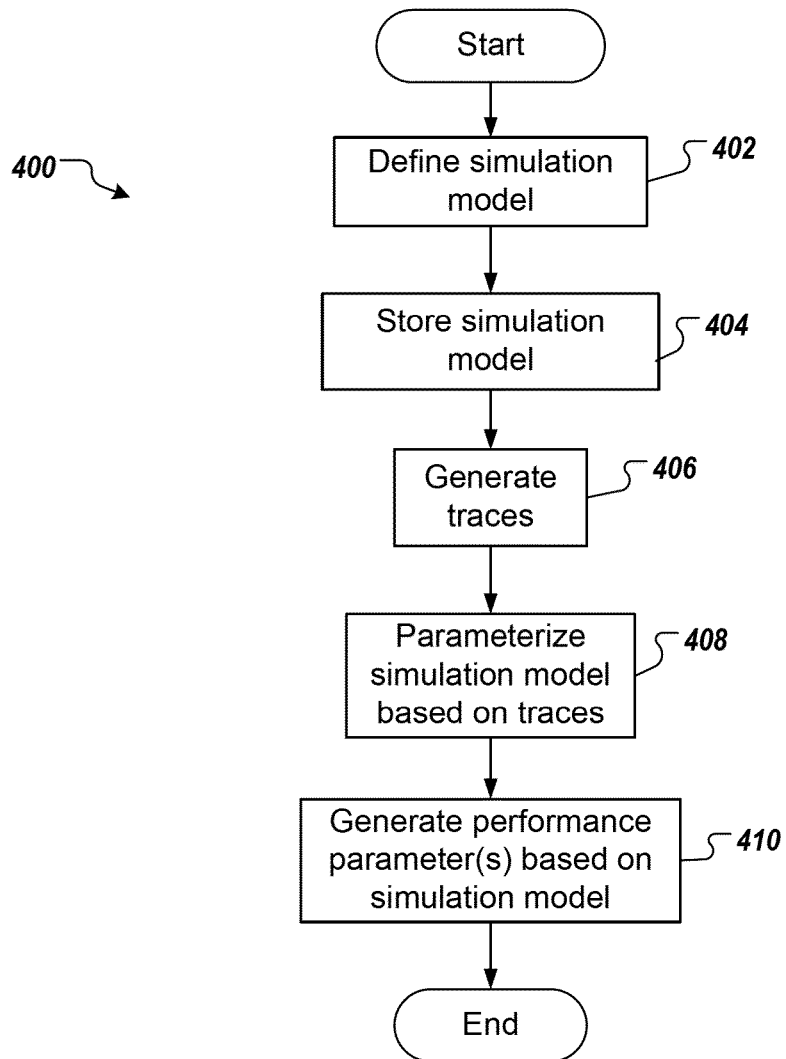 Start
400
Define simulation
model
402
Store simulation
model
404
Generate
traces
406
Parameterize
simulation model
based on traces
408
Generate performance
parameter(s) based on
simulation model
410
End